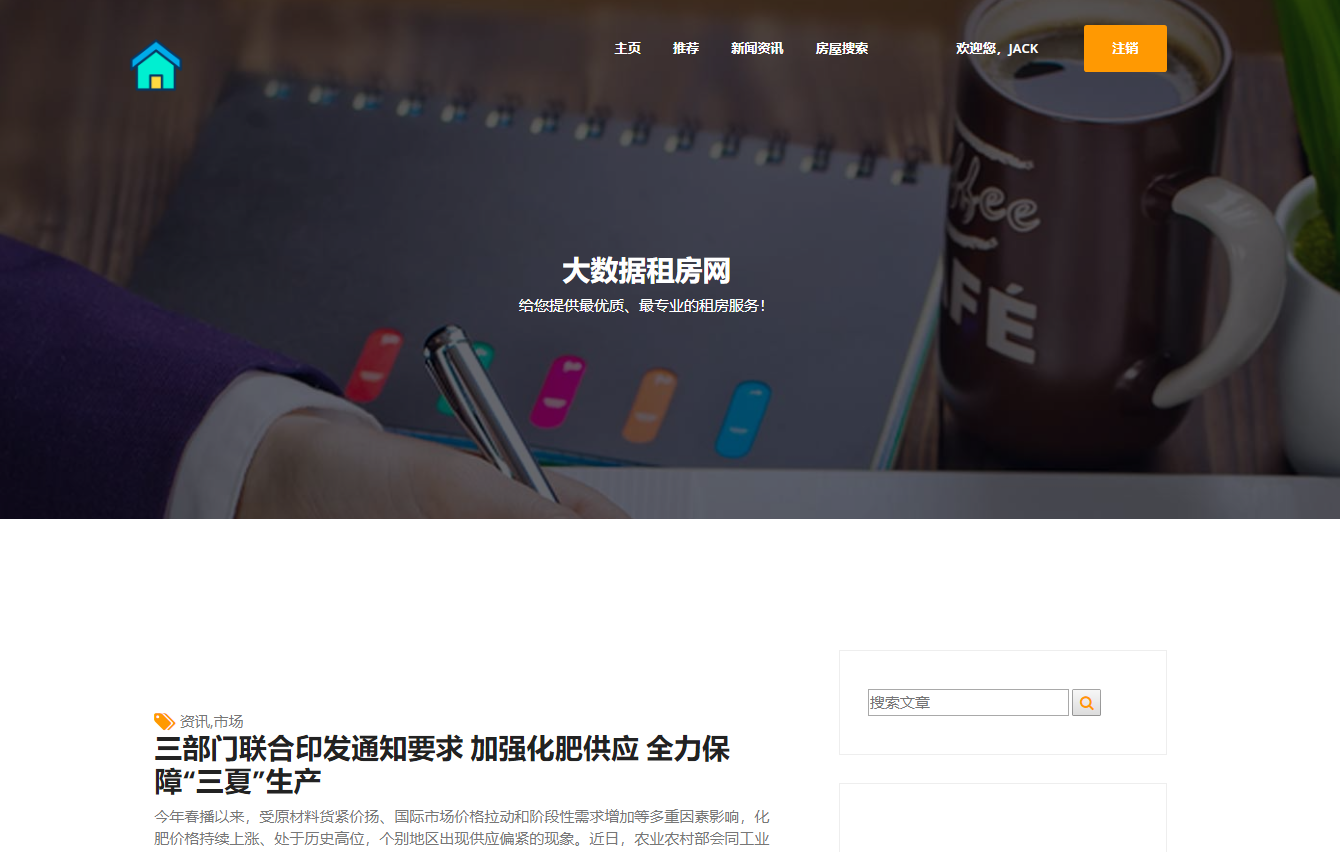 主页 推荐 新闻资讯 房屋搜索 欢迎您，JACK 注销
大数据租房网
给您提供最优质、最专业的租房服务！
搜索文章
资讯,市场
三部门联合印发通知要求 加强化肥供应 全力保
障“三夏”生产
今年春播以来，受原材料货紧价扬、国际市场价格拉动和阶段性需求增加等多重因素影响，化
肥价格持续上涨、处于历史高位，个别地区出现供应偏紧的现象。近日，农业农村部会同工业